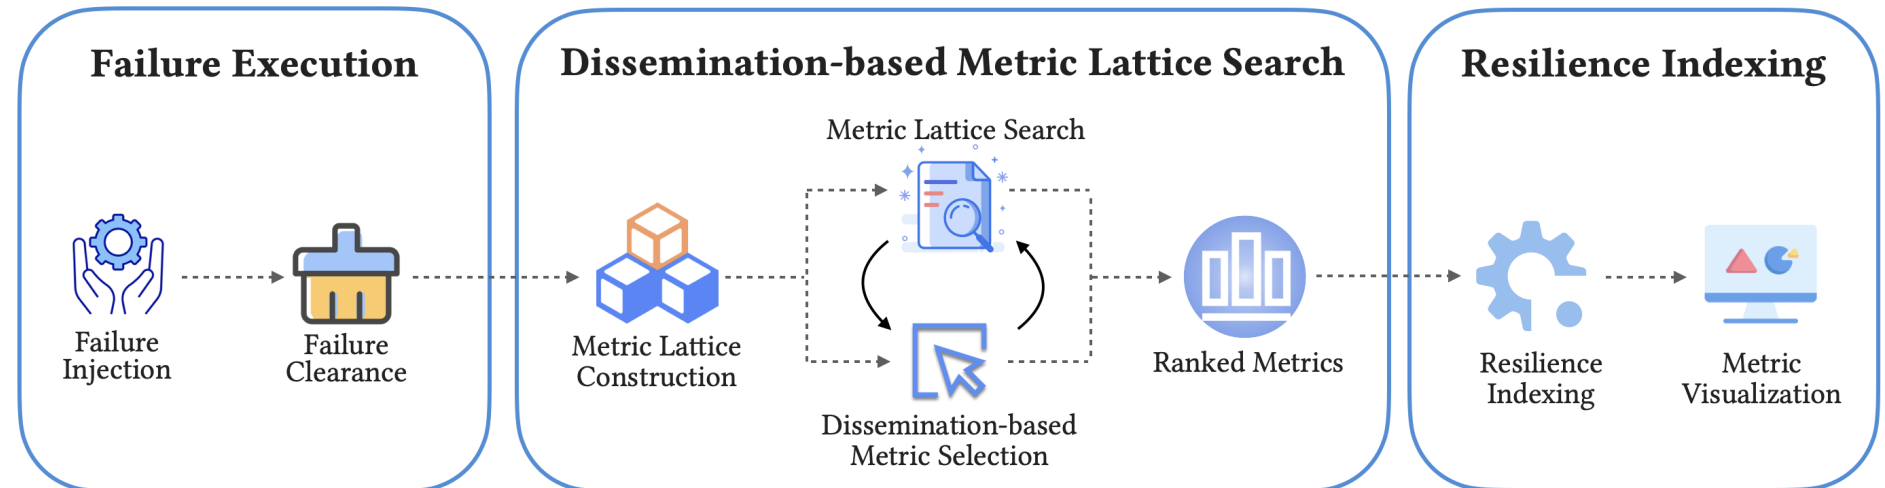 Failure Execution
Failure
Injection
Failure
Clearance
Dissemination-based Metric Lattice Search
Metric Lattice
Construction
Metric Lattice Search
Dissemination-based
Metric Selection
Ranked Metrics
Resilience Indexing
Resilience
Indexing
Metric
Visualization